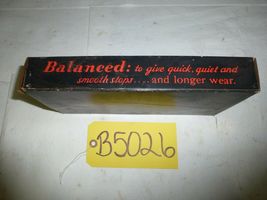 Balanced: to give quick, quiet and
smooth stops.... and longer wear.
B5026